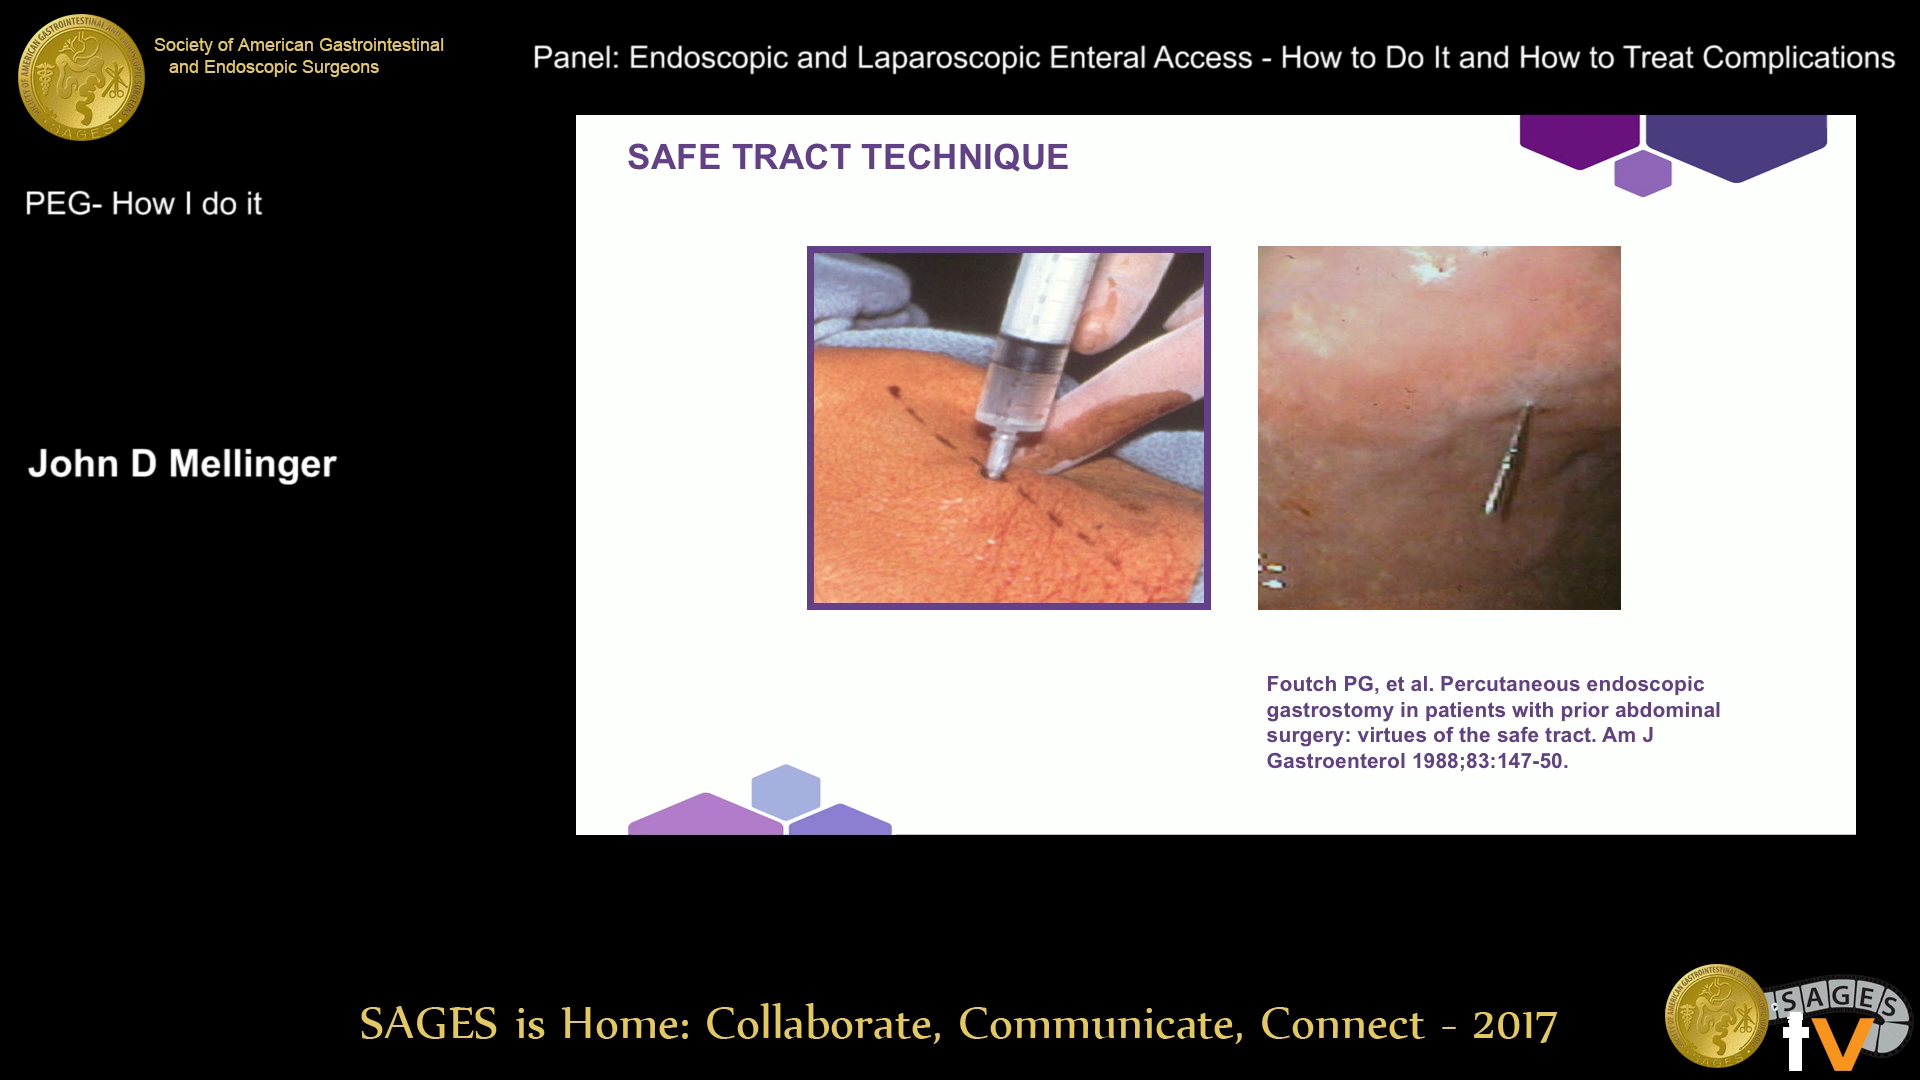 Society of American Gastrointestinal
and Endoscopic Surgeons
Panel: Endoscopic and Laparoscopic Enteral Access - How to Do It and How to Treat Complications
PEG- How I do it
John D Mellinger
SAFE TRACT TECHNIQUE
Foutch PG, et al. Percutaneous endoscopic
gastrostomy in patients with prior abdominal
surgery: virtues of the safe tract. Am J
Gastroenterol 1988;83:147-50.
SAGES is Home: Collaborate, Communicate, Connect - 2017
SAGES
tv